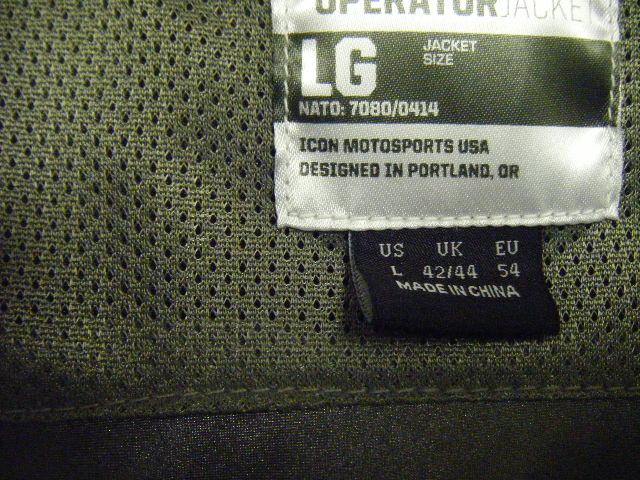 OPERATORJACKET
LG
JACKET
SIZE
NATO: 7080/0414
ICON MOTOSPORTS USA
DESIGNED IN PORTLAND, OR
US UK EU
L 42/44 54
MADE IN CHINA